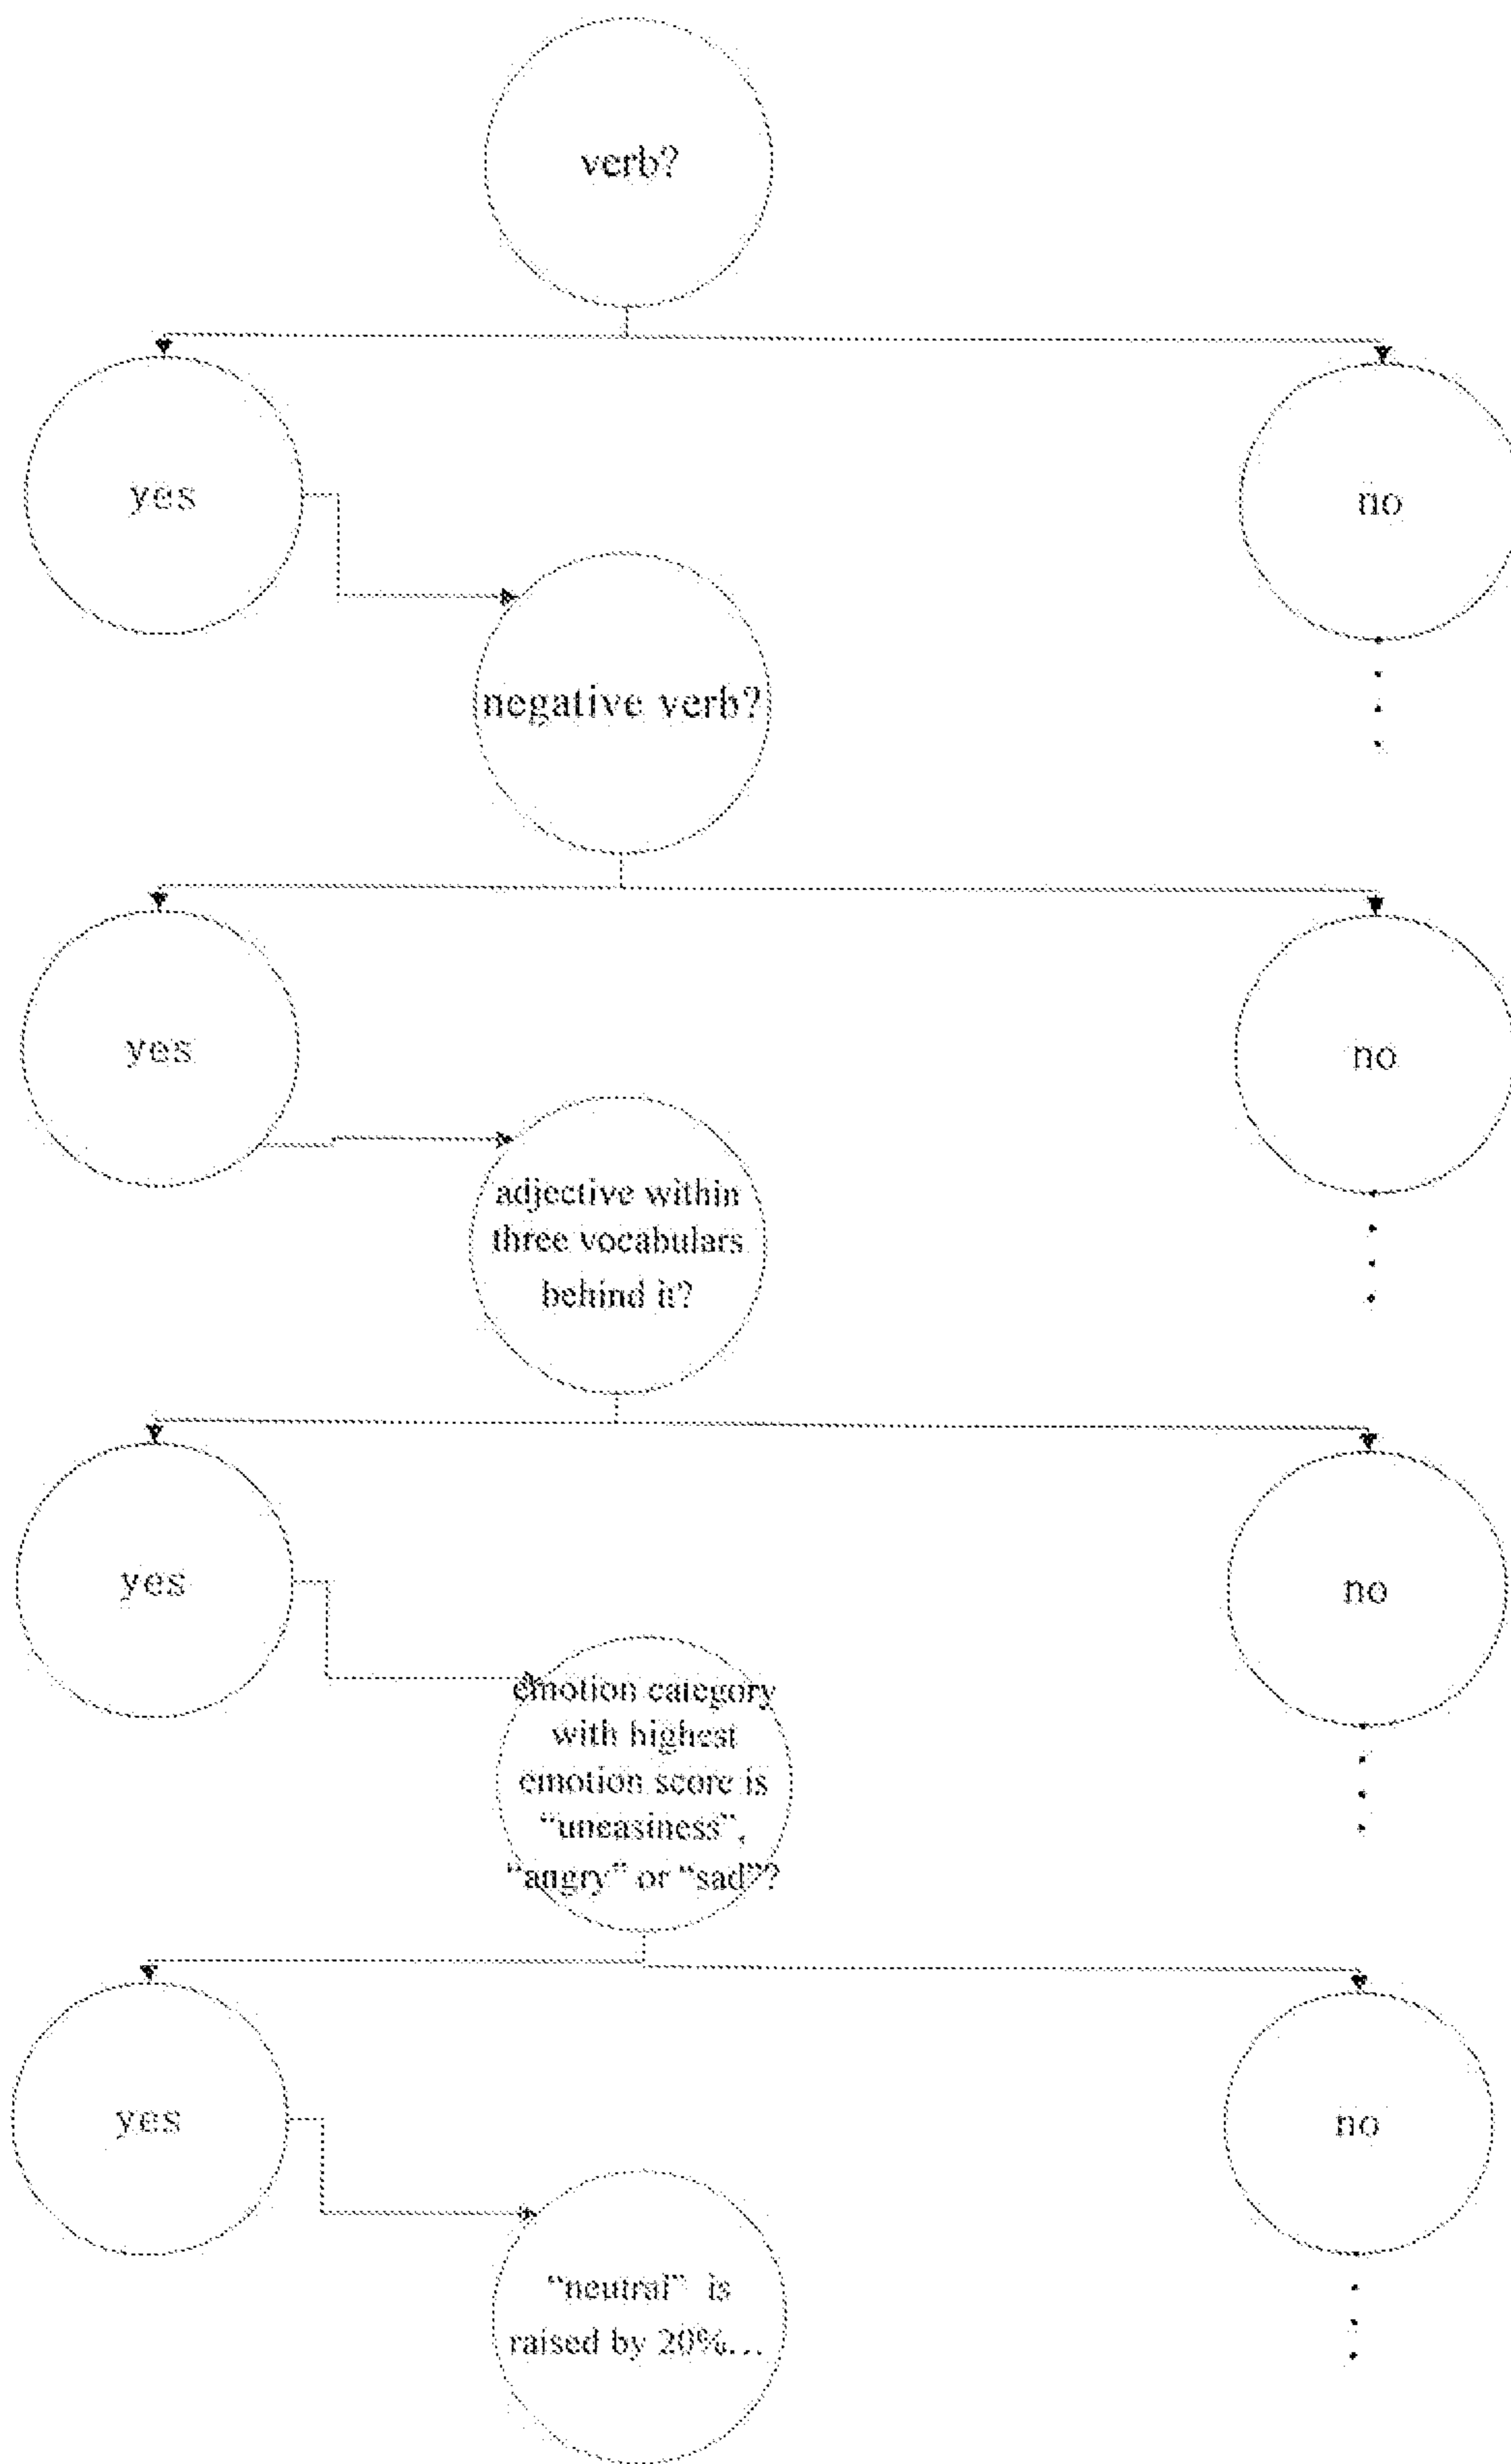 verb?
yes
no
negative verb?
yes
no
adjective within
three vocabulars
behind it?
yes
no
emotion category
with highest
emotion score is
“uneasiness”,
“angry” or “sad”?
yes
no
“neutral” is
raised by 20%...